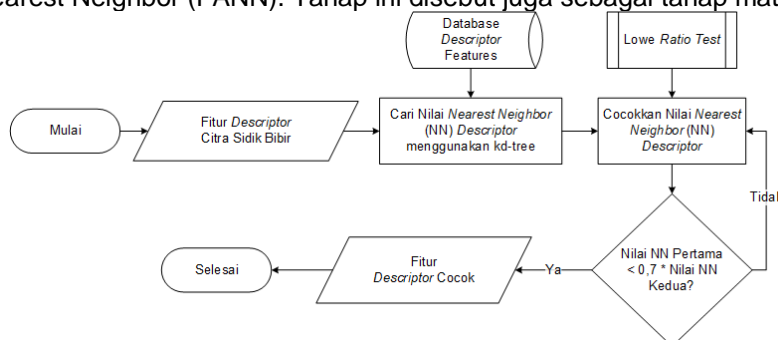 earest Neighbor (FANN). Tahap ini disebut juga sebagai tahap mat
Database
Descriptor
Features
Lowe Ratio Test
Mulai
Fitur Descriptor
Citra Sidik Bibir
Cari Nilai Nearest Neighbor
(NN) Descriptor
menggunakan kd-tree
Cocokkan Nilai Nearest
Neighbor (NN)
Descriptor
Tidak
Nilai NN Pertama
< 0,7 * Nilai NN
Kedua?
Ya
Fitur
Descriptor Cocok
Selesai